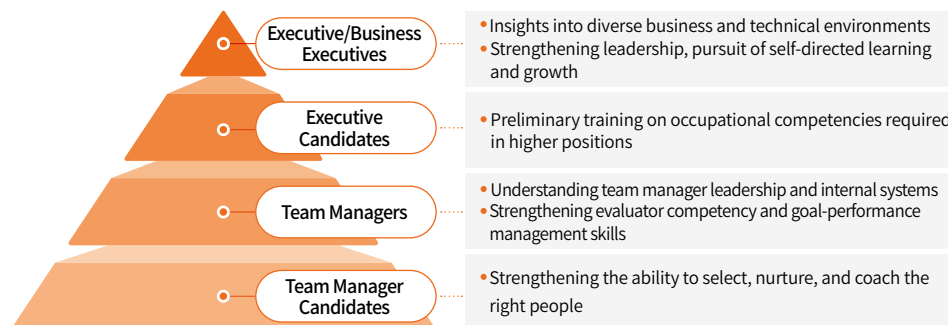 Executive/Business
Executives
• Insights into diverse business and technical environments
• Strengthening leadership, pursuit of self-directed learning
and growth
Executive
Candidates
• Preliminary training on occupational competencies required
in higher positions
Team Managers
• Understanding team manager leadership and internal systems
• Strengthening evaluator competency and goal-performance
management skills
Team Manager
Candidates
• Strengthening the ability to select, nurture, and coach the
right people